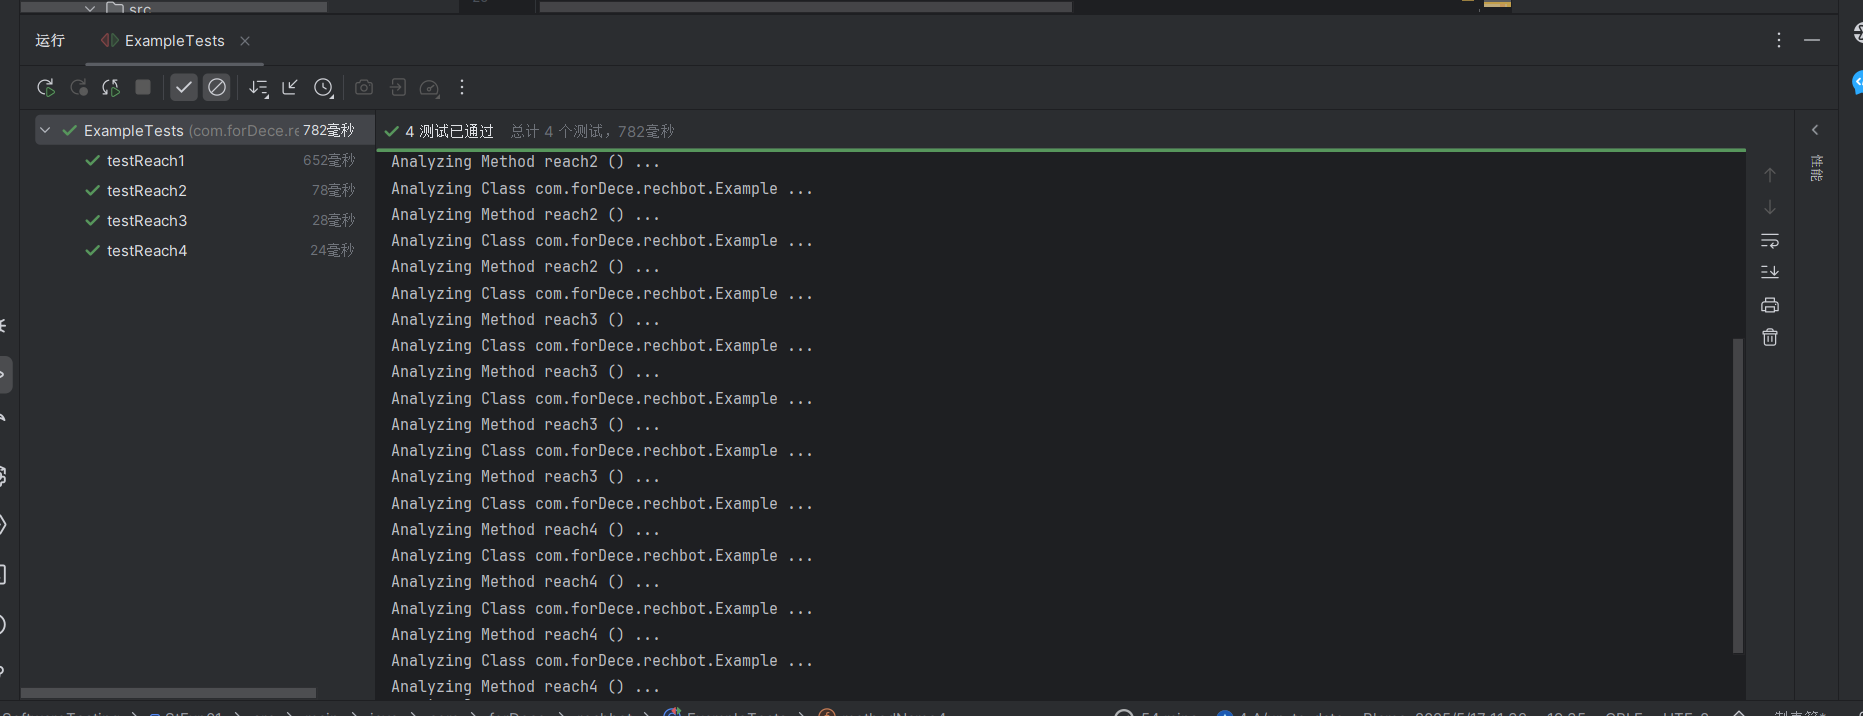 src
运行 ExampleTests
ExampleTests (com.forDece.re 782毫秒
testReach1 652毫秒
testReach2 78毫秒
testReach3 28毫秒
testReach4 24毫秒
4 测试已通过 总计 4 个测试，782毫秒
Analyzing Method reach2 () ...
Analyzing Class com.forDece.rechbot.Example ...
Analyzing Method reach2 () ...
Analyzing Class com.forDece.rechbot.Example ...
Analyzing Method reach2 () ...
Analyzing Class com.forDece.rechbot.Example ...
Analyzing Method reach3 () ...
Analyzing Class com.forDece.rechbot.Example ...
Analyzing Method reach3 () ...
Analyzing Class com.forDece.rechbot.Example ...
Analyzing Method reach3 () ...
Analyzing Class com.forDece.rechbot.Example ...
Analyzing Method reach3 () ...
Analyzing Class com.forDece.rechbot.Example ...
Analyzing Method reach4 () ...
Analyzing Class com.forDece.rechbot.Example ...
Analyzing Method reach4 () ...
Analyzing Class com.forDece.rechbot.Example ...
Analyzing Method reach4 () ...
Analyzing Class com.forDece.rechbot.Example ...
Analyzing Method reach4 () ...
性能